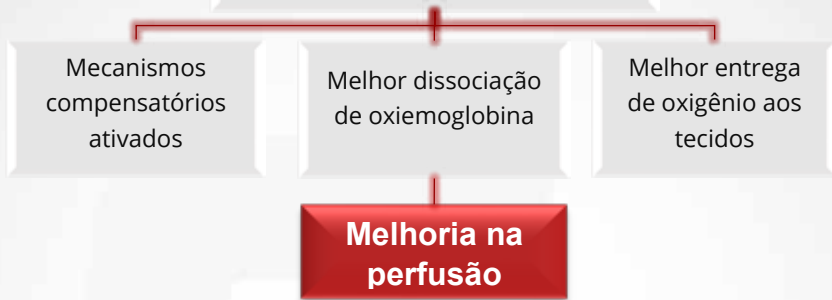 Mecanismos
compensatórios
ativados
Melhor dissociação
de oxiemoglobina
Melhor entrega
de oxigênio aos
tecidos
Melhoria na
perfusão